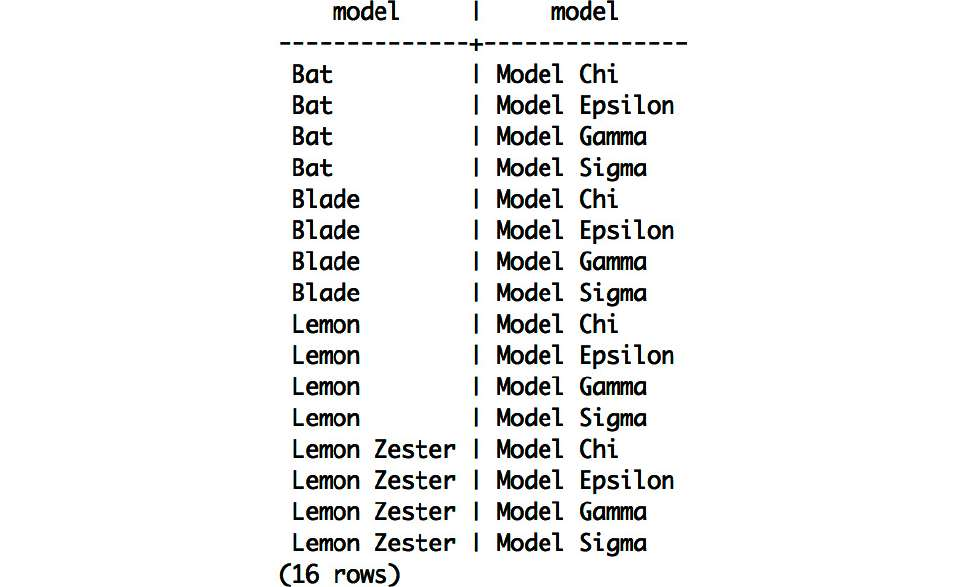 model | model
--------------+---------------
Bat | Model Chi
Bat | Model Epsilon
Bat | Model Gamma
Bat | Model Sigma
Blade | Model Chi
Blade | Model Epsilon
Blade | Model Gamma
Blade | Model Sigma
Lemon | Model Chi
Lemon | Model Epsilon
Lemon | Model Gamma
Lemon | Model Sigma
Lemon Zester | Model Chi
Lemon Zester | Model Epsilon
Lemon Zester | Model Gamma
Lemon Zester | Model Sigma
(16 rows)